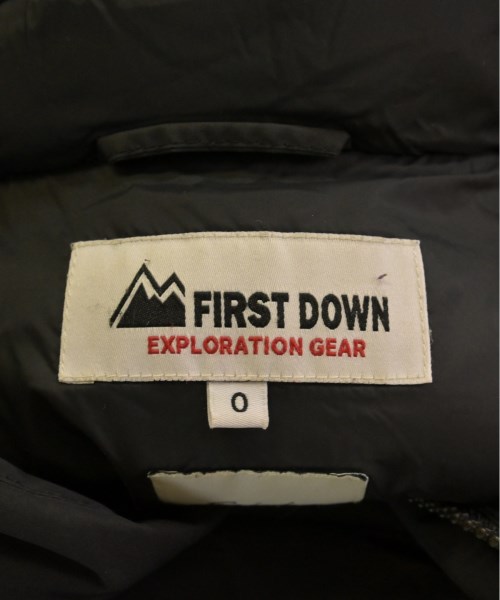 FIRST DOWN
EXPLORATION GEAR
0